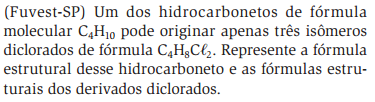 (Fuvest-SP) Um dos hidrocarbonetos de fórmula
molecular C₄H₁₀ pode originar apenas três isômeros
diclorados de fórmula C₄H₈Cℓ₂. Represente a fórmula
estrutural desse hidrocarboneto e as fórmulas estru-
turais dos derivados diclorados.